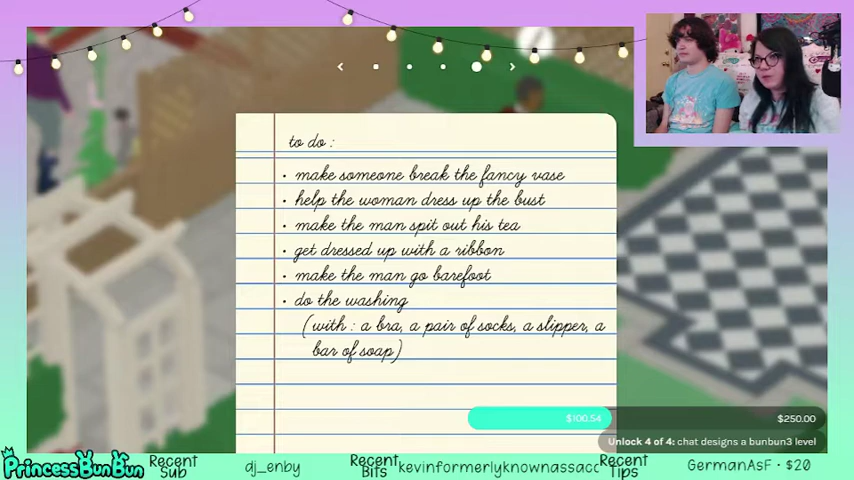 to do :
• make someone break the fancy vase
• help the woman dress up the bust
• make the man spit out his tea
• get dressed up with a ribbon
• make the man go barefoot
• do the washing
(with : a bra, a pair of socks, a slipper, a
bar of soap)
$100.54 $250.00
Unlock 4 of 4: chat designs a bunbun3 level
PrincessBunBun
Recent Sub
dj_enby
Recent Bits
kevinformerlyknownassacc
Recent Tips
GermanAsF • $20